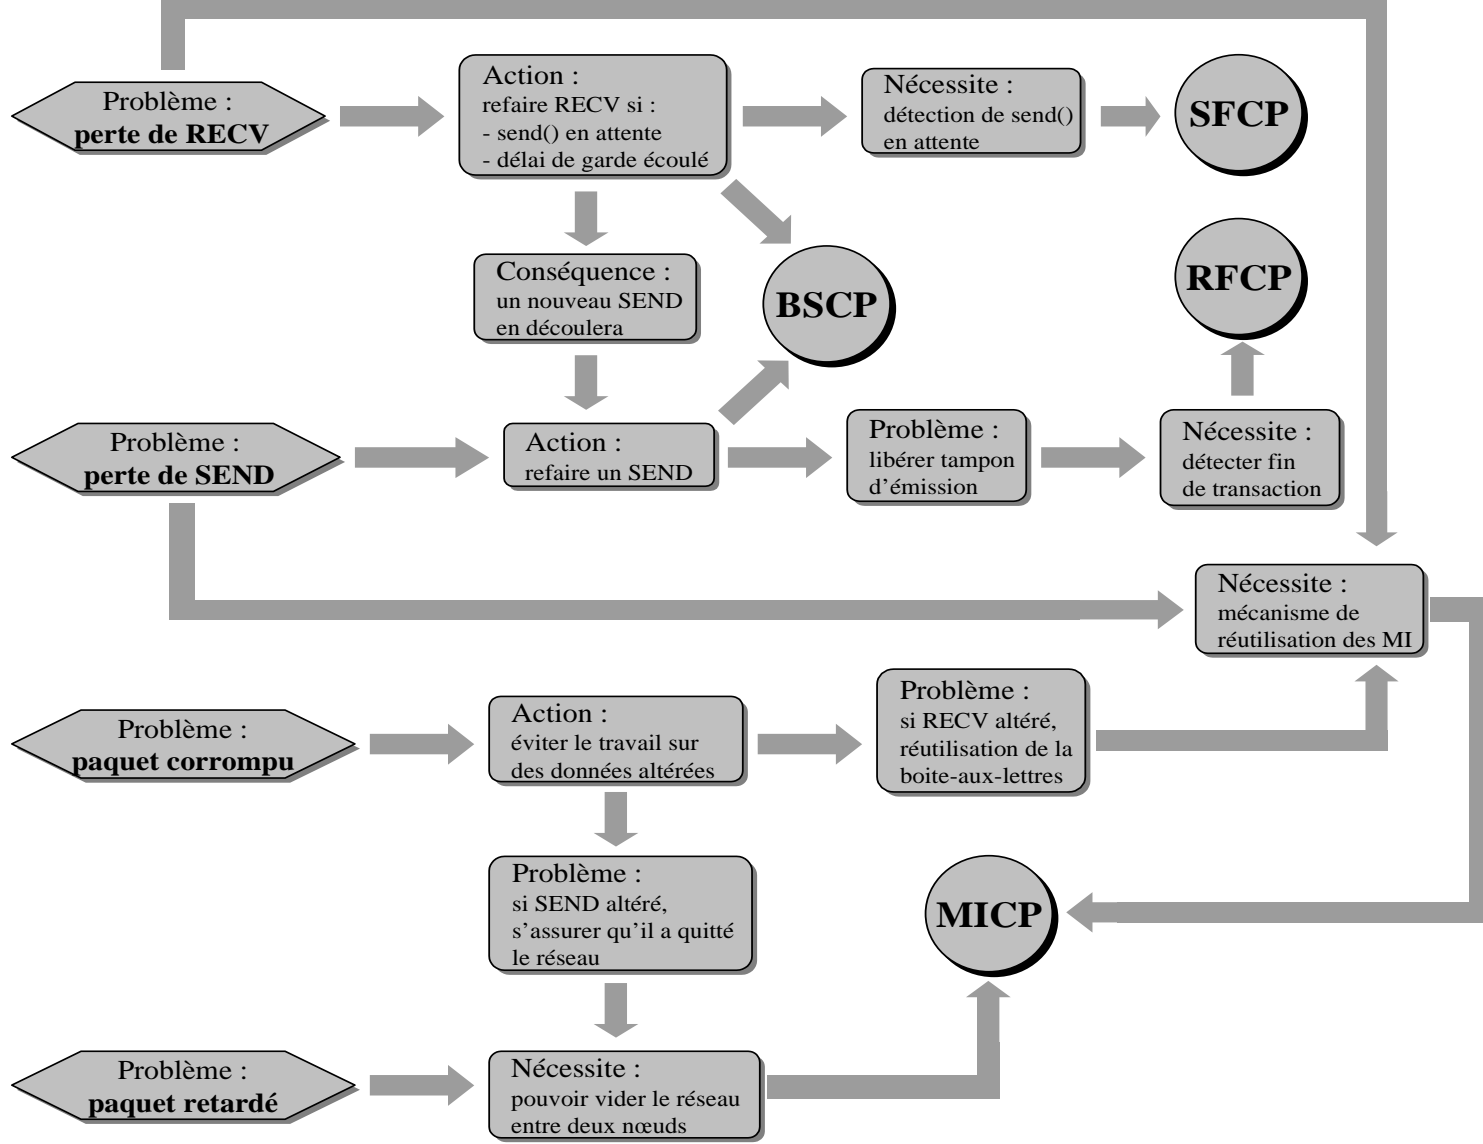 Problème :
perte de RECV
Action :
refaire RECV si :
- send() en attente
- délai de garde écoulé
Nécessite :
détection de send()
en attente
SFCP
Conséquence :
un nouveau SEND
en découlera
BSCP
RFCP
Problème :
perte de SEND
Action :
refaire un SEND
Problème :
libérer tampon
d’émission
Nécessite :
détecter fin
de transaction
Nécessite :
mécanisme de
réutilisation des MI
Problème :
paquet corrompu
Action :
éviter le travail sur
des données altérées
Problème :
si RECV altéré,
réutilisation de la
boite-aux-lettres
Problème :
si SEND altéré,
s’assurer qu’il a quitté
le réseau
MICP
Problème :
paquet retardé
Nécessite :
pouvoir vider le réseau
entre deux nœuds